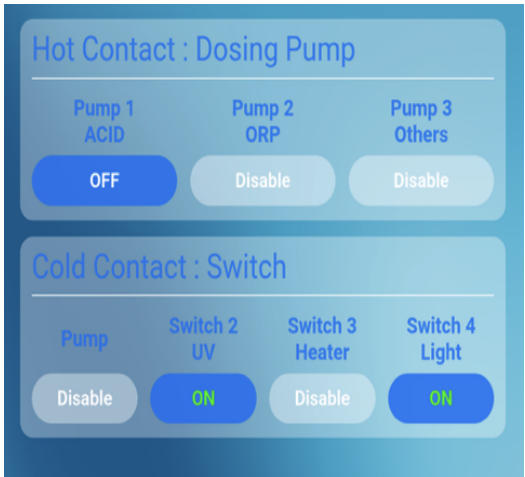 Hot Contact : Dosing Pump
Pump 1 Pump 2 Pump 3
ACID ORP Others
OFF Disable Disable
Cold Contact : Switch
Pump Switch 2 Switch 3 Switch 4
UV Heater Light
Disable ON Disable ON